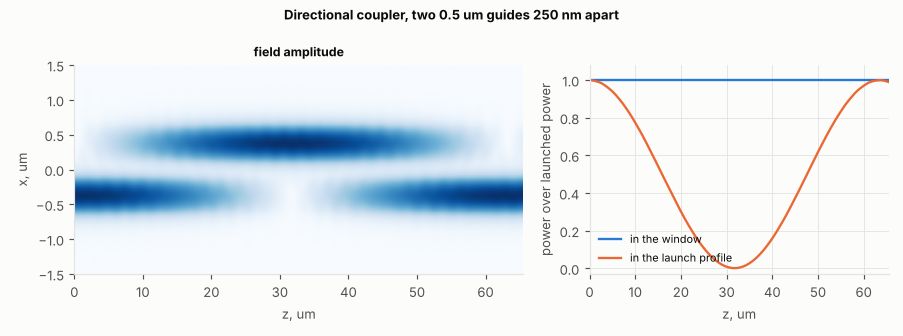 Directional coupler, two 0.5 um guides 250 nm apart
field amplitude
x, um
1.5
1.0
0.5
0.0
−0.5
−1.0
−1.5
0 10 20 30 40 50 60
z, um
power over launched power
1.0
0.8
0.6
0.4
0.2
0.0
in the window
in the launch profile
0 10 20 30 40 50 60
z, um